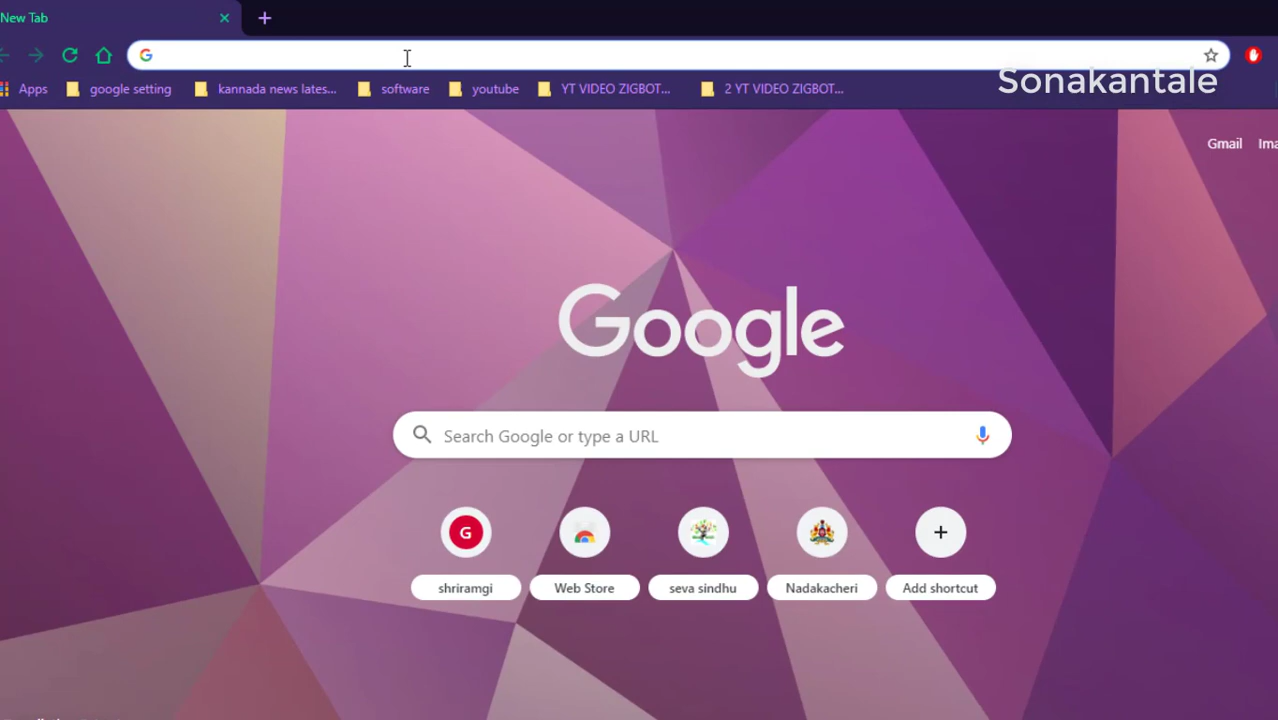 New Tab
Sonakantale
Apps google setting kannada news lates... software youtube YT VIDEO ZIGBOT... 2 YT VIDEO ZIGBOT...
Gmail
Google
Search Google or type a URL
G
shriramgi Web Store seva sindhu Nadakacheri Add shortcut